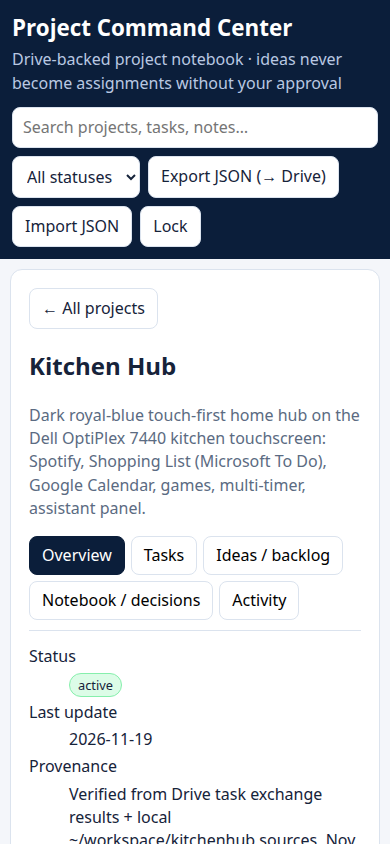 Project Command Center
Drive-backed project notebook · ideas never
become assignments without your approval
Search projects, tasks, notes...
All statuses
Export JSON (→ Drive)
Import JSON
Lock
← All projects
Kitchen Hub
Dark royal-blue touch-first home hub on the
Dell OptiPlex 7440 kitchen touchscreen:
Spotify, Shopping List (Microsoft To Do),
Google Calendar, games, multi-timer,
assistant panel.
Overview
Tasks
Ideas / backlog
Notebook / decisions
Activity
Status
active
Last update
2026-11-19
Provenance
Verified from Drive task exchange
results + local
~/workspace/kitchenhub sources, Nov